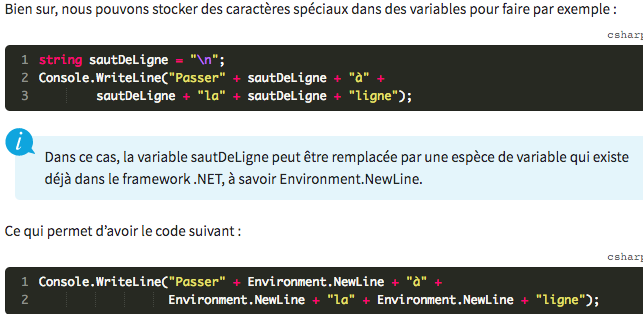 Bien sur, nous pouvons stocker des caractères spéciaux dans des variables pour faire par exemple :
1 string sautDeLigne = "\n";
2 Console.WriteLine("Passer" + sautDeLigne + "à" +
3 sautDeLigne + "la" + sautDeLigne + "ligne");
i
Dans ce cas, la variable sautDeLigne peut être remplacée par une espèce de variable qui existe
déjà dans le framework .NET, à savoir Environment.NewLine.
Ce qui permet d’avoir le code suivant :
1 Console.WriteLine("Passer" + Environment.NewLine + "à" +
2 Environment.NewLine + "la" + Environment.NewLine + "ligne");